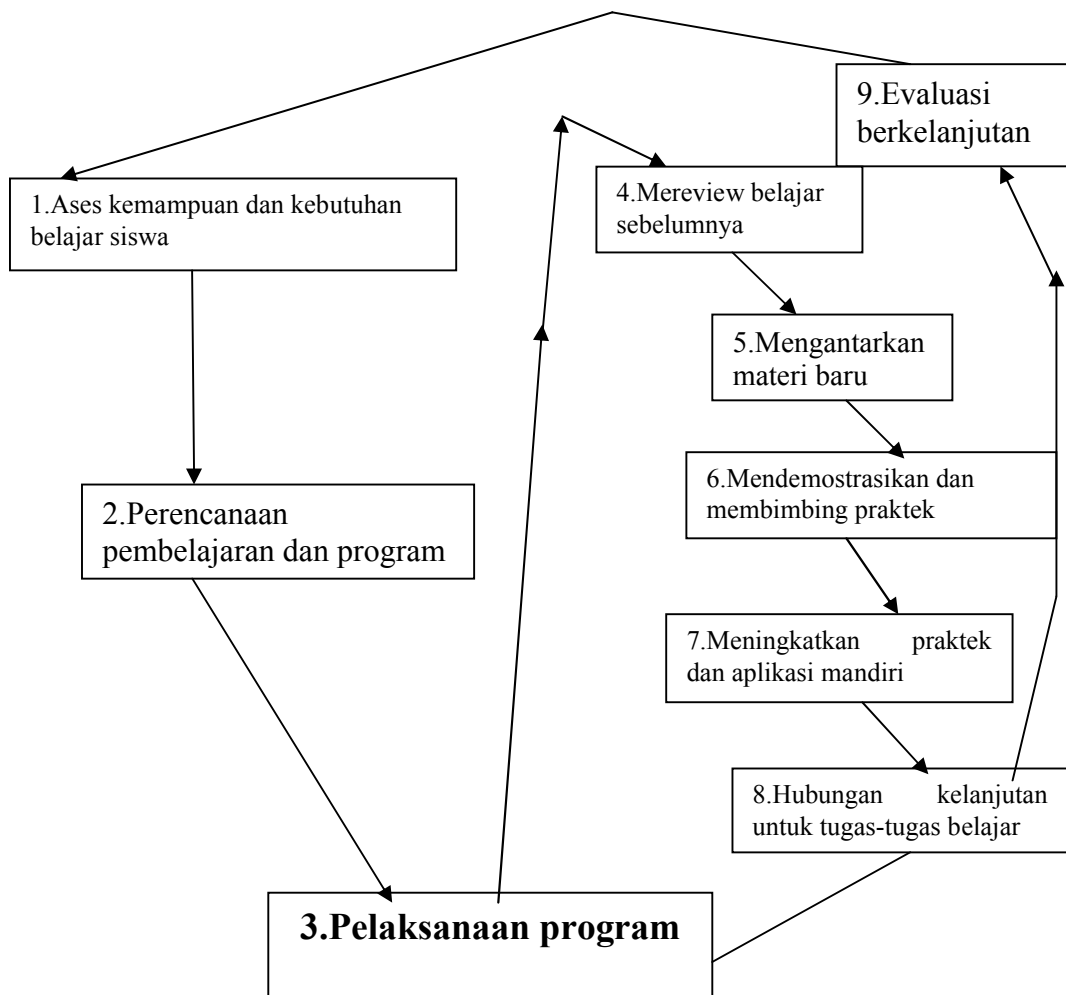 1.Ases kemampuan dan kebutuhan
belajar siswa
2.Perencanaan
pembelajaran dan program
3.Pelaksanaan program
4.Mereview belajar
sebelumnya
5.Mengantarkan
materi baru
6.Mendemostrasikan dan
membimbing praktek
7.Meningkatkan praktek
dan aplikasi mandiri
8.Hubungan kelanjutan
untuk tugas-tugas belajar
9.Evaluasi
berkelanjutan